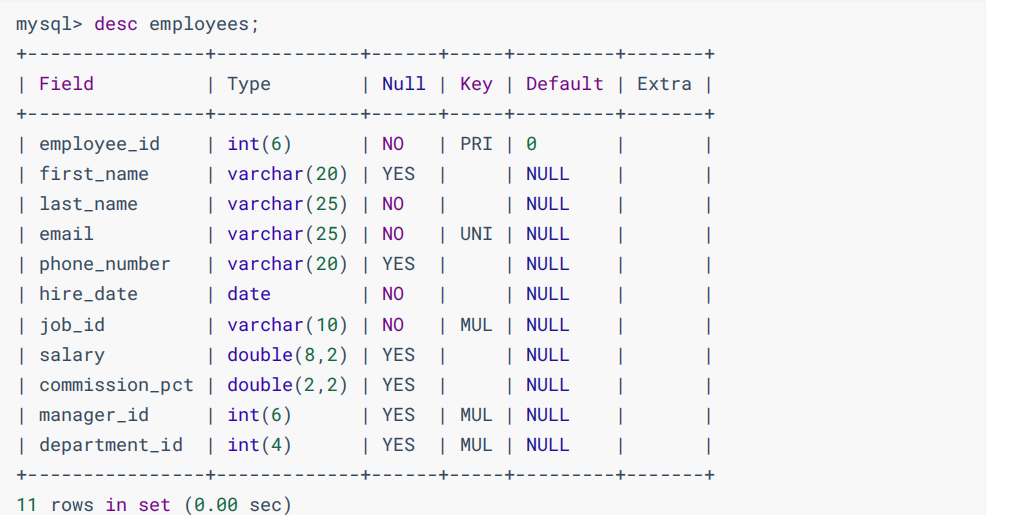 mysql> desc employees;
+----------------+-------------+------+-----+---------+-------+
| Field          | Type        | Null | Key | Default | Extra |
+----------------+-------------+------+-----+---------+-------+
| employee_id    | int(6)      | NO   | PRI | 0       |       |
| first_name     | varchar(20) | YES  |     | NULL    |       |
| last_name      | varchar(25) | NO   |     | NULL    |       |
| email          | varchar(25) | NO   | UNI | NULL    |       |
| phone_number   | varchar(20) | YES  |     | NULL    |       |
| hire_date      | date        | NO   |     | NULL    |       |
| job_id         | varchar(10) | NO   | MUL | NULL    |       |
| salary         | double(8,2) | YES  |     | NULL    |       |
| commission_pct | double(2,2) | YES  |     | NULL    |       |
| manager_id     | int(6)      | YES  | MUL | NULL    |       |
| department_id  | int(4)      | YES  | MUL | NULL    |       |
+----------------+-------------+------+-----+---------+-------+
11 rows in set (0.00 sec)